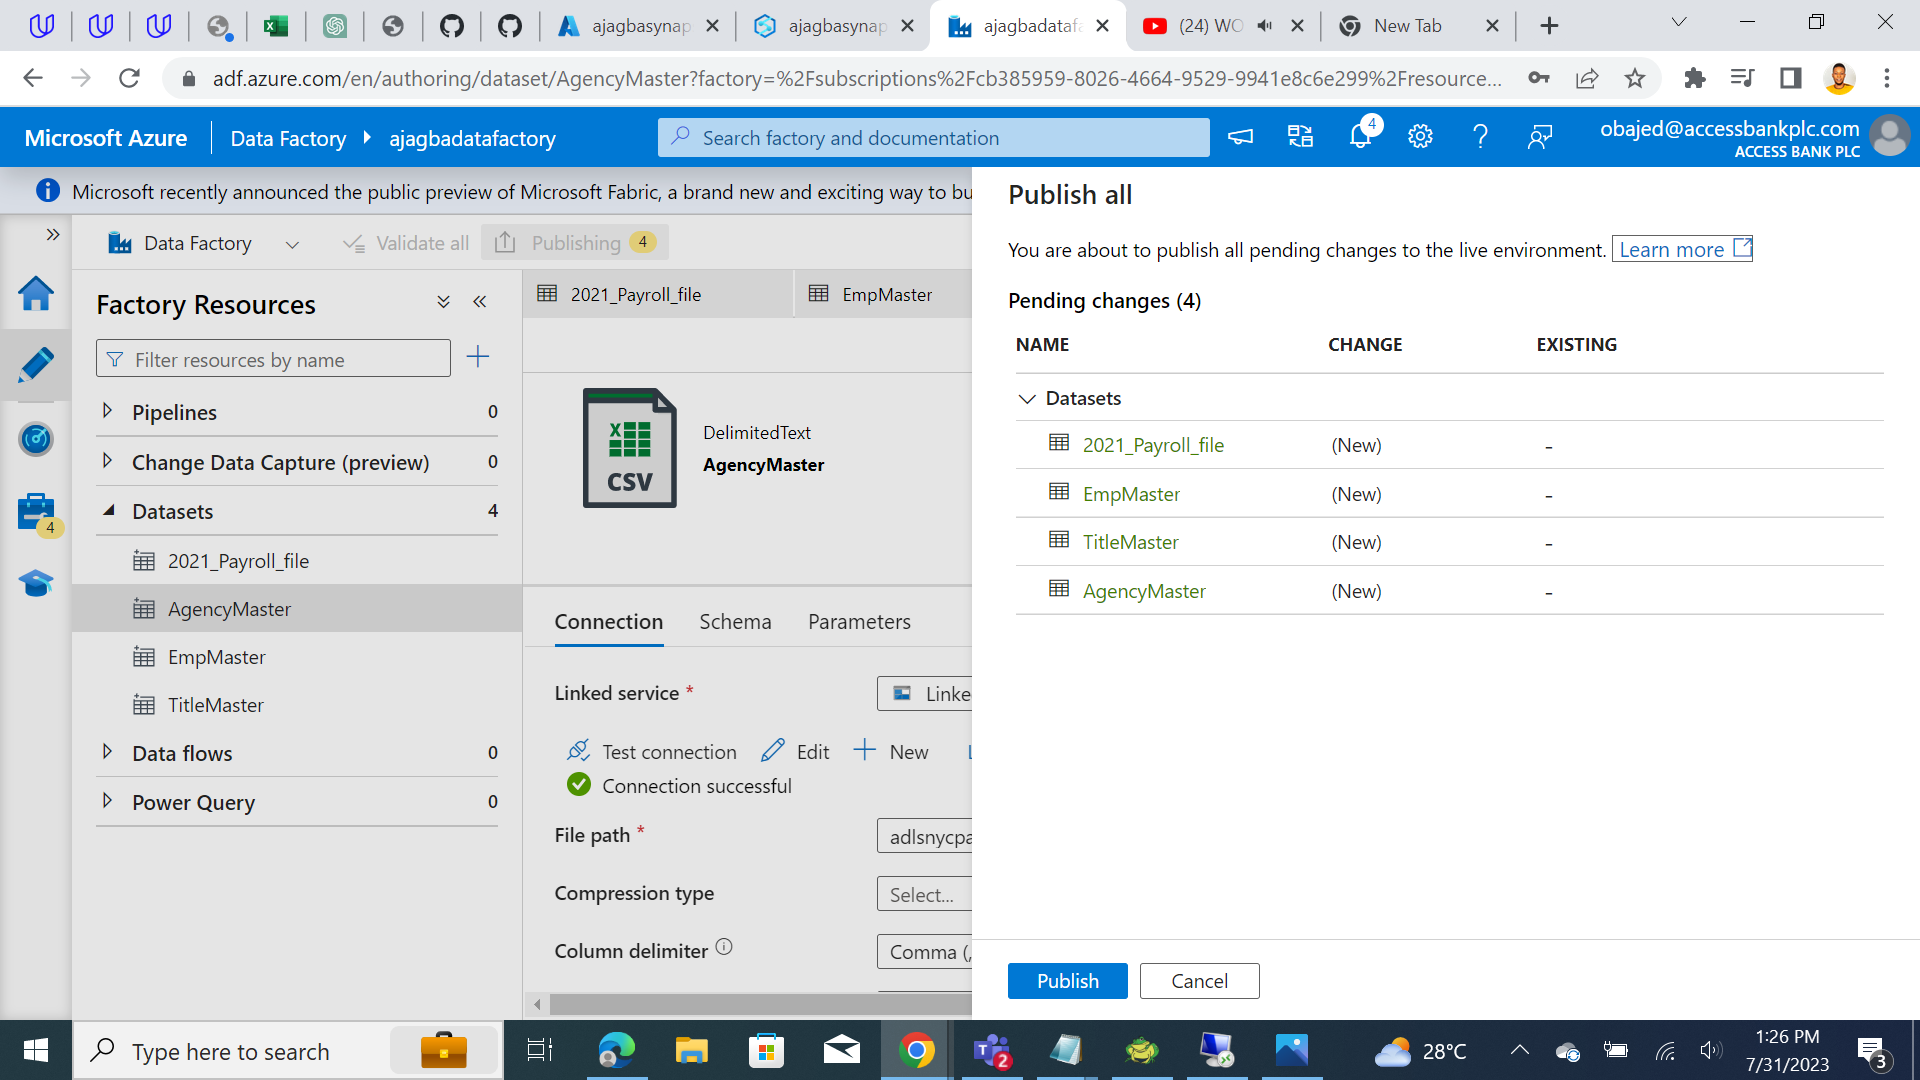 ajagbasynap
ajagbasynap
ajagbadatafa
(24) WO
New Tab
adf.azure.com/en/authoring/dataset/AgencyMaster?factory=%2Fsubscriptions%2Fcb385959-8026-4664-9529-9941e8c6e299%2Fresource...
Microsoft Azure
Data Factory
ajagbadatafactory
Search factory and documentation
4
obajed@accessbankplc.com
ACCESS BANK PLC
Microsoft recently announced the public preview of Microsoft Fabric, a brand new and exciting way to bu
Data Factory
Validate all
Publishing 4
Factory Resources
Filter resources by name
Pipelines 0
Change Data Capture (preview) 0
Datasets 4
2021_Payroll_file
AgencyMaster
EmpMaster
TitleMaster
Data flows 0
Power Query 0
4
2021_Payroll_file
EmpMaster
X
CSV
DelimitedText
AgencyMaster
Connection
Schema
Parameters
Linked service *
Linke
Test connection
Edit
New
Connection successful
File path *
adlsnycpa
Compression type
Select...
Column delimiter
Comma (,
Publish all
You are about to publish all pending changes to the live environment. Learn more
Pending changes (4)
NAME CHANGE EXISTING
Datasets
2021_Payroll_file (New) -
EmpMaster (New) -
TitleMaster (New) -
AgencyMaster (New) -
Publish
Cancel
Type here to search
2
28°C
1:26 PM
7/31/2023
3